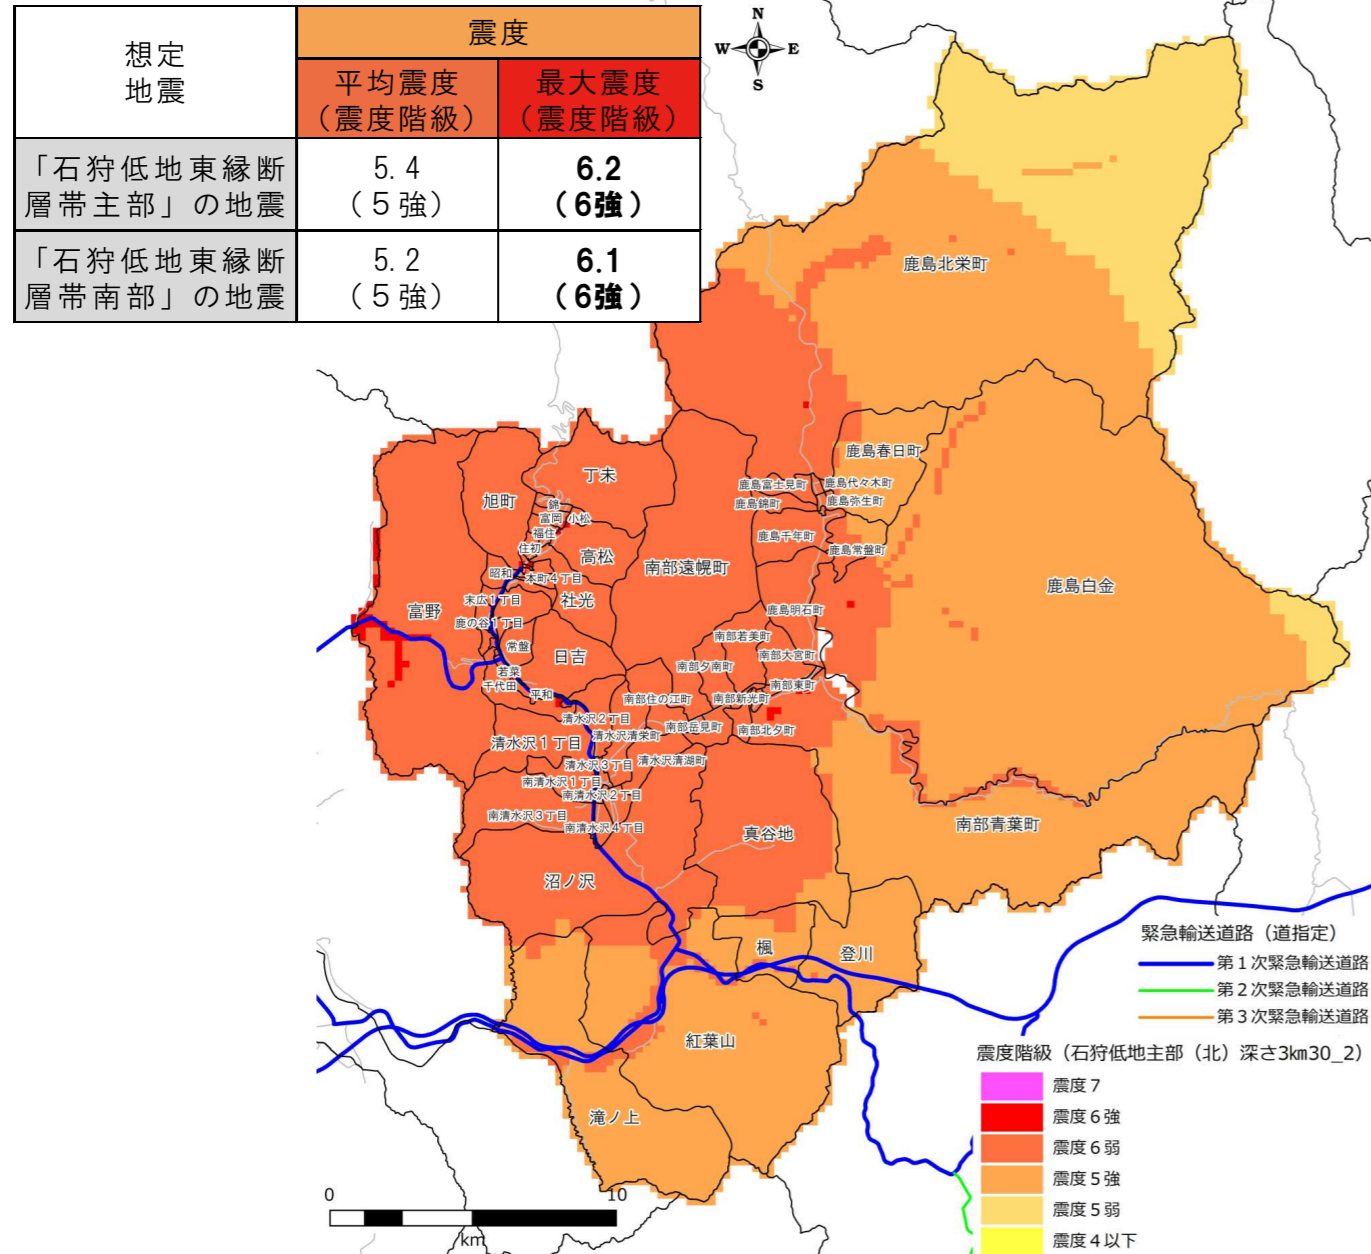 想定
地震
震度
平均震度
（震度階級）
最大震度
（震度階級）
「石狩低地東縁断
層帯主部」の地震
5.4
（５強）
6.2
（6強）
「石狩低地東縁断
層帯南部」の地震
5.2
（５強）
6.1
（6強）
N
W
E
S
鹿島北栄町
鹿島春日町
丁未
鹿島富士見町
鹿島代々木町
旭町
鹿島錦町
鹿島弥生町
錦
富岡
小松
福住
鹿島千年町
住初
高松
鹿島常盤町
南部遠幌町
昭和
本町４丁目
鹿島白金
末広１丁目
社光
富野
鹿島明石町
鹿の谷１丁目
南部若美町
常盤
日吉
南部大宮町
南部夕南町
若菜
千代田
南部東町
平和
南部住の江町
南部新光町
清水沢２丁目
南部岳見町
南部北夕町
清水沢清栄町
清水沢１丁目
清水沢３丁目
清水沢清湖町
南清水沢１丁目
南清水沢２丁目
南清水沢３丁目
南清水沢４丁目
南部青葉町
真谷地
沼ノ沢
楓
登川
紅葉山
滝ノ上
緊急輸送道路（道指定）
第１次緊急輸送道路
第２次緊急輸送道路
第３次緊急輸送道路
震度階級（石狩低地主部（北）深さ3km30_2）
震度７
震度６強
震度６弱
震度５強
震度５弱
震度４以下
0
10
km